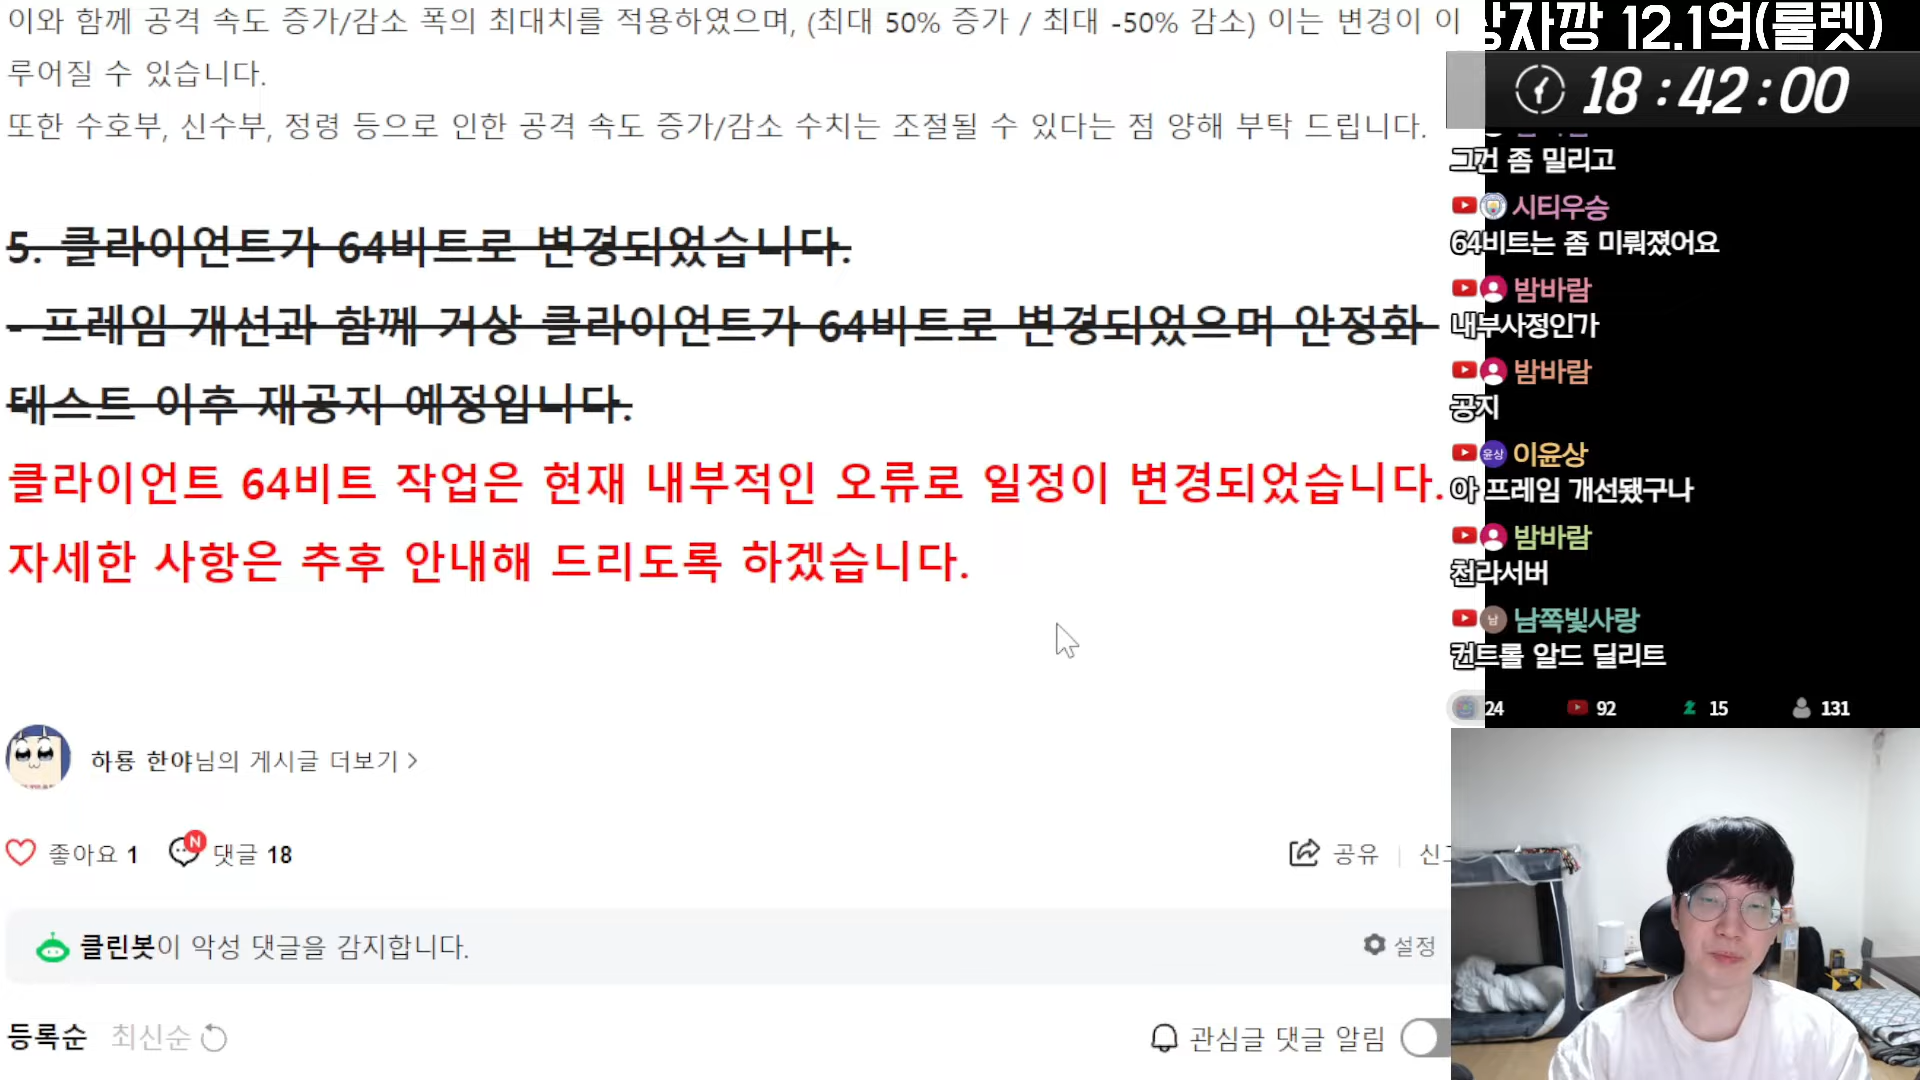 이와 함께 공격 속도 증가/감소 폭의 최대치를 적용하였으며, (최대 50% 증가 / 최대 -50% 감소) 이는 변경이 이
루어질 수 있습니다.
또한 수호부, 신수부, 정령 등으로 인한 공격 속도 증가/감소 수치는 조절될 수 있다는 점 양해 부탁 드립니다.
5. 클라이언트가 64비트로 변경되었습니다.
- 프레임 개선과 함께 거상 클라이언트가 64비트로 변경되었으며 안정화
테스트 이후 재공지 예정입니다.
클라이언트 64비트 작업은 현재 내부적인 오류로 일정이 변경되었습니다.
자세한 사항은 추후 안내해 드리도록 하겠습니다.
하룡 한야님의 게시글 더보기 >
좋아요 1 N 댓글 18
공유
클린봇이 악성 댓글을 감지합니다.
설정
등록순 최신순
관심글 댓글 알림
상자깡 12.1억(룰렛)
18:42:00
그건 좀 밀리고
시티우승
64비트는 좀 미뤄졌어요
밤바람
내부사정인가
밤바람
공지
윤상 이윤상
아 프레임 개선됐구나
밤바람
천라서버
남 남쪽빛사랑
컨트롤 알드 딜리트
24 92 15 131